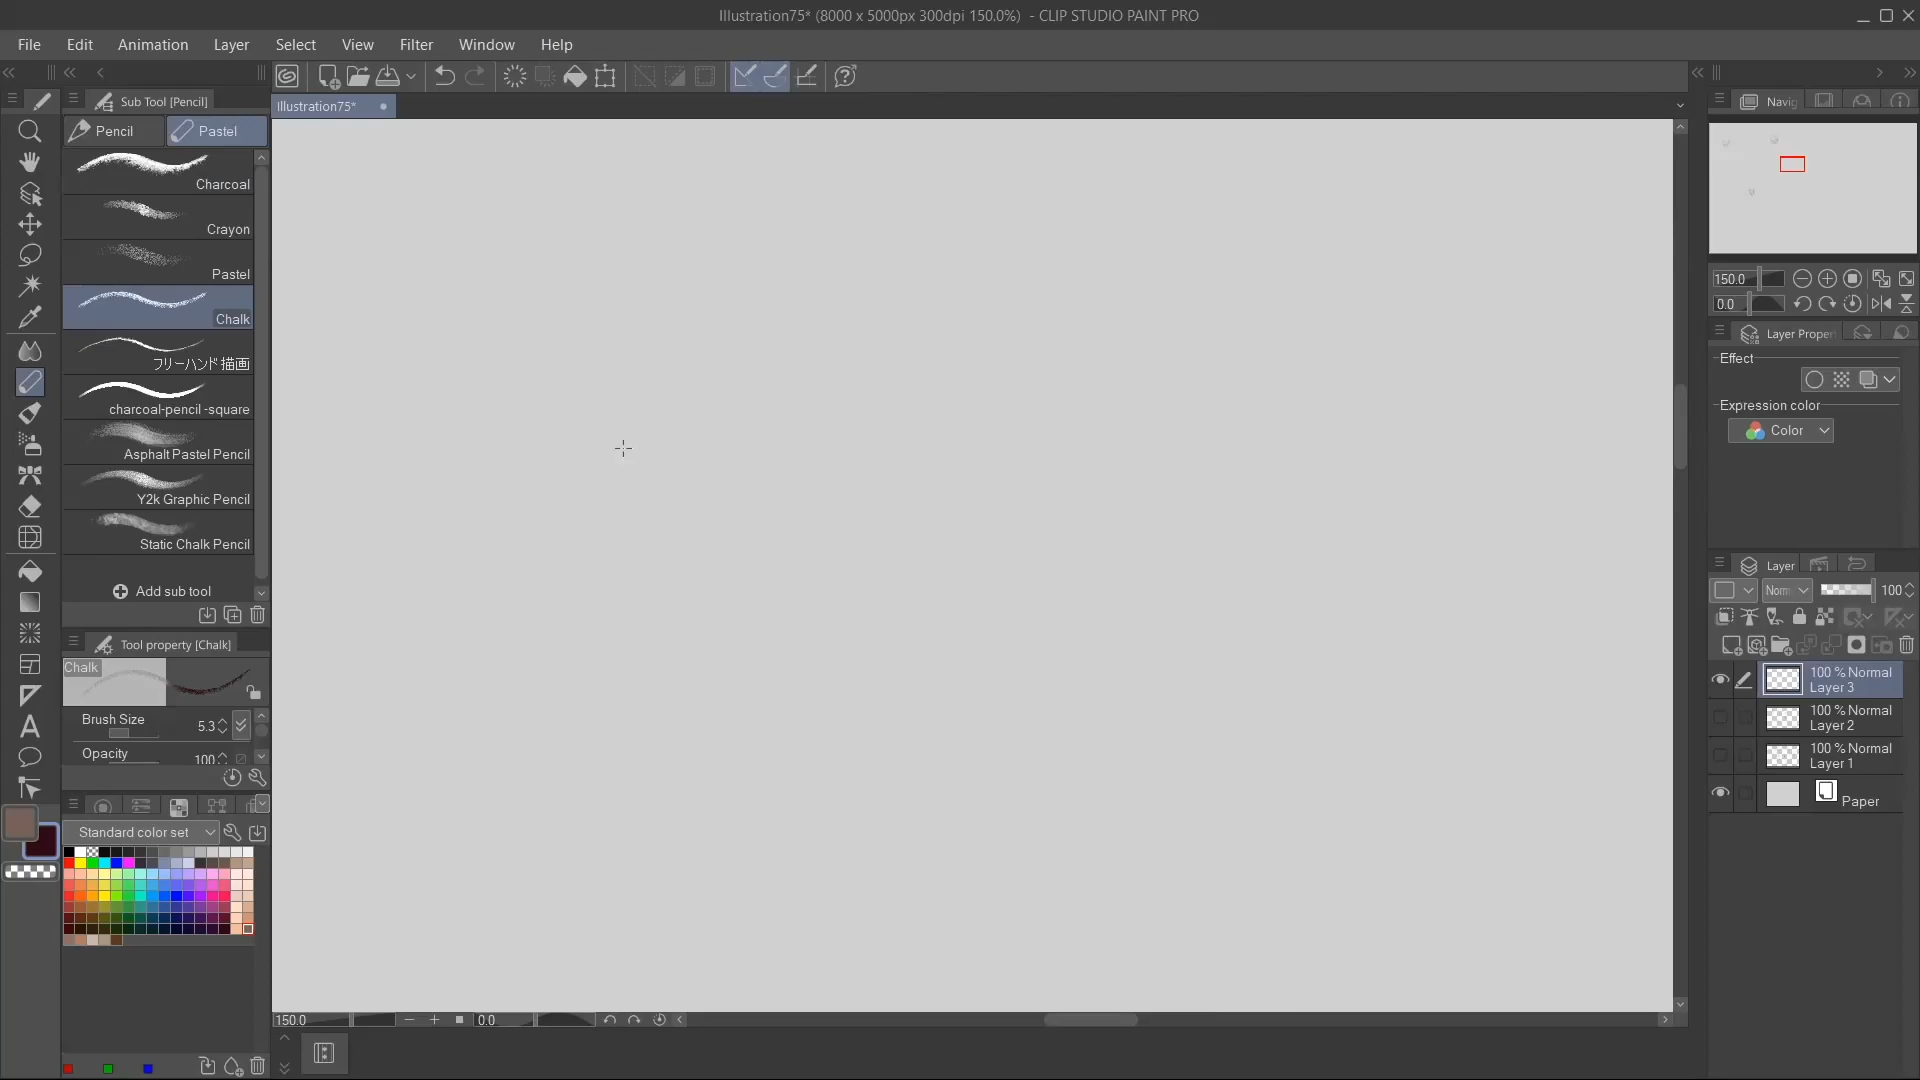 Illustration75* (8000 x 5000px 300dpi 150.0%) - CLIP STUDIO PAINT PRO
File Edit Animation Layer Select View Filter Window Help
Sub Tool [Pencil]
Pencil Pastel
Charcoal
Crayon
Pastel
Chalk
フリーハンド描画
charcoal-pencil -square
Asphalt Pastel Pencil
Y2k Graphic Pencil
Static Chalk Pencil
Add sub tool
Tool property [Chalk]
Chalk
Brush Size 5.3
Opacity 100
Standard color set
Illustration75*
150.0 0.0
Navig
150.0
0.0
Layer Proper
Effect
Expression color
Color
Layer
Norm 100
100 % Normal
Layer 3
100 % Normal
Layer 2
100 % Normal
Layer 1
Paper